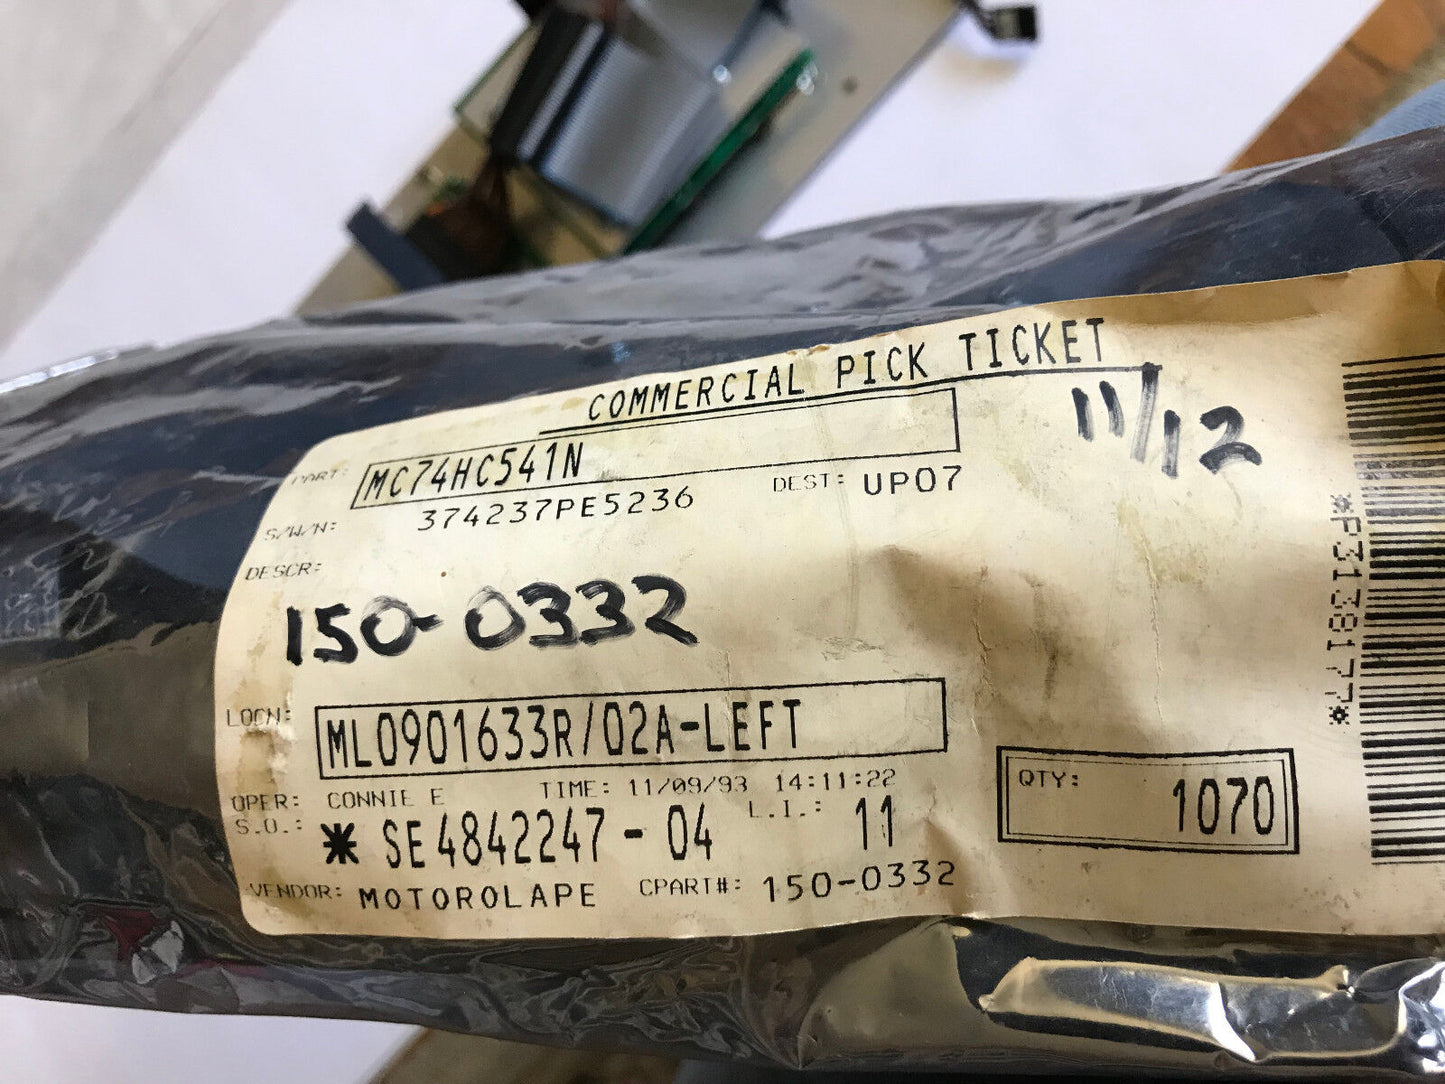 COMMERCIAL PICK TICKET
11/12
PART: MC74HC541N
S/W/N: 374237PE5236 DEST: UP07
DESCR:
150-0332
LOCN: ML0901633R/02A-LEFT
OPER: CONNIE E TIME: 11/09/93 14:11:22
S.O.: * SE4842247-04 L.I.: 11
QTY: 1070
VENDOR: MOTOROLAPE CPART#: 150-0332
*P3138177*